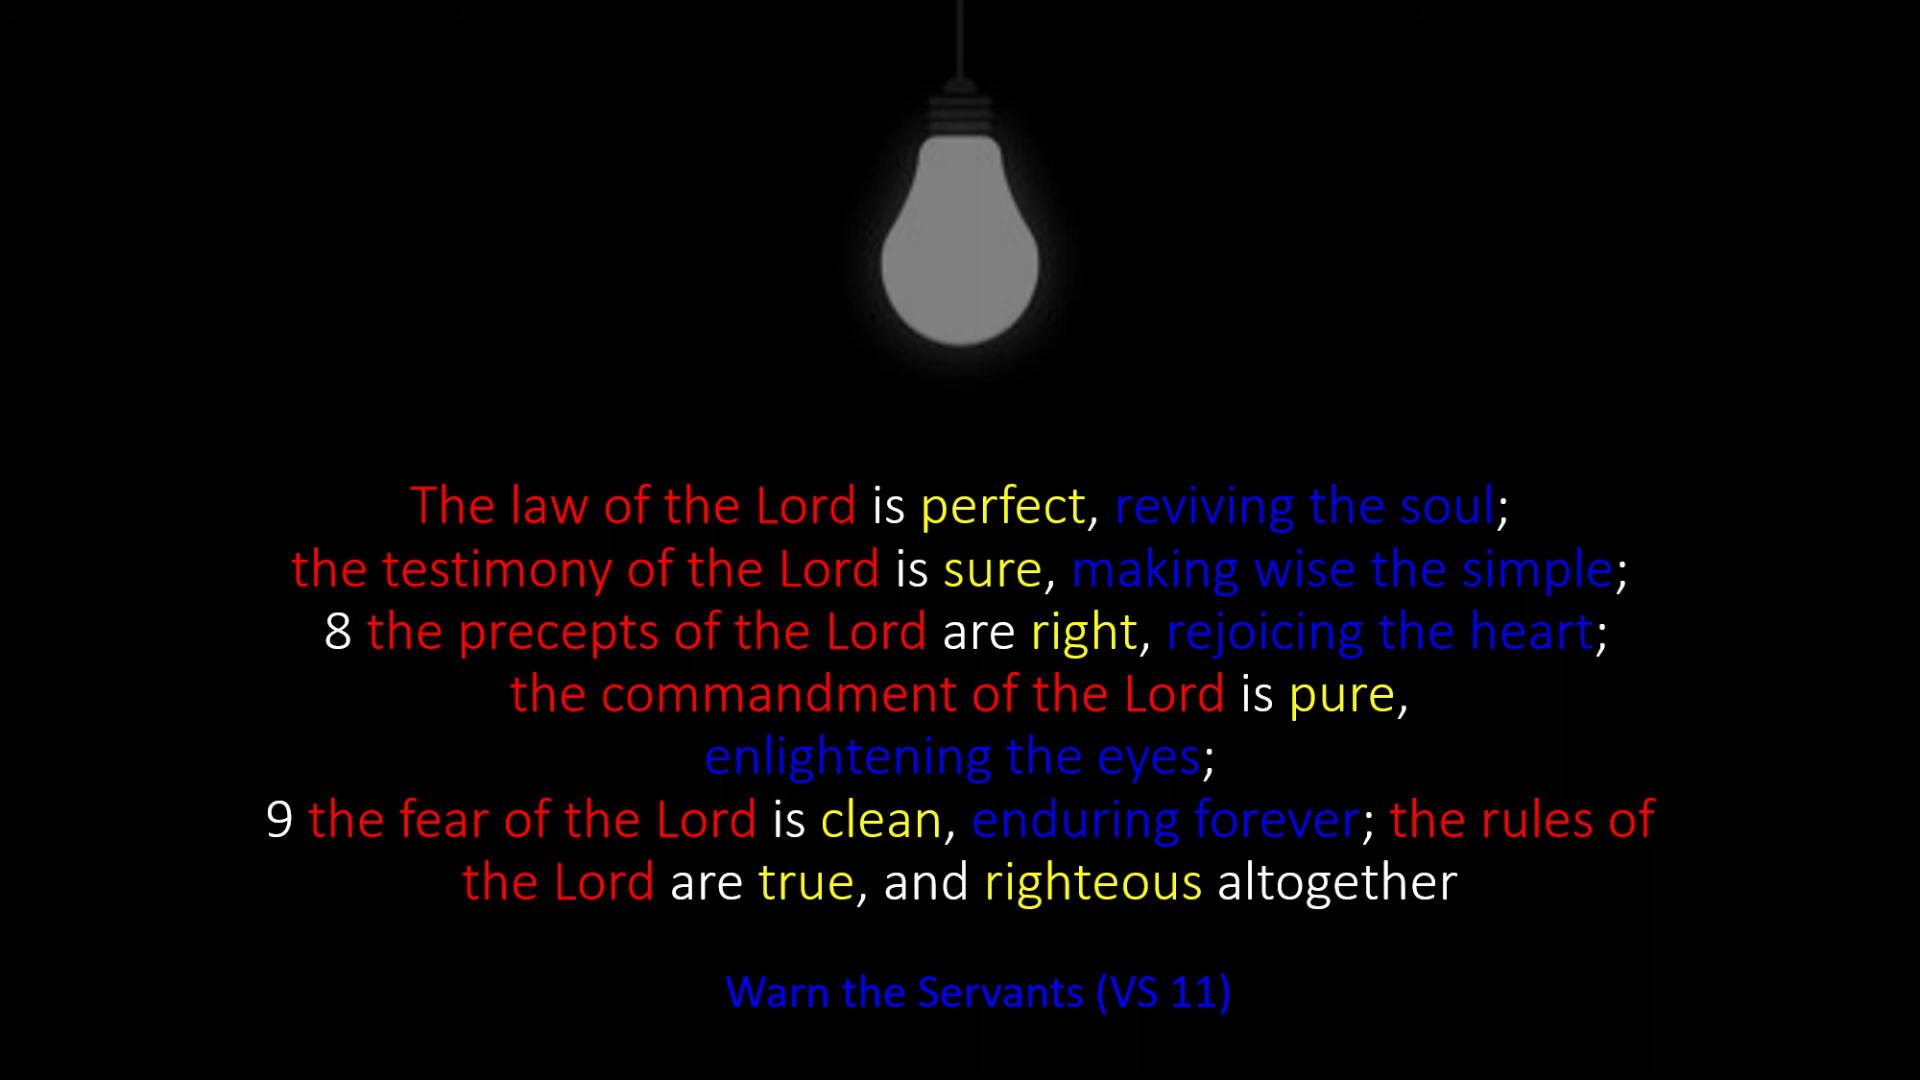 The law of the Lord is perfect, reviving the soul;
the testimony of the Lord is sure, making wise the simple;
8 the precepts of the Lord are right, rejoicing the heart;
the commandment of the Lord is pure,
enlightening the eyes;
9 the fear of the Lord is clean, enduring forever; the rules of
the Lord are true, and righteous altogether
Warn the Servants (VS 11)